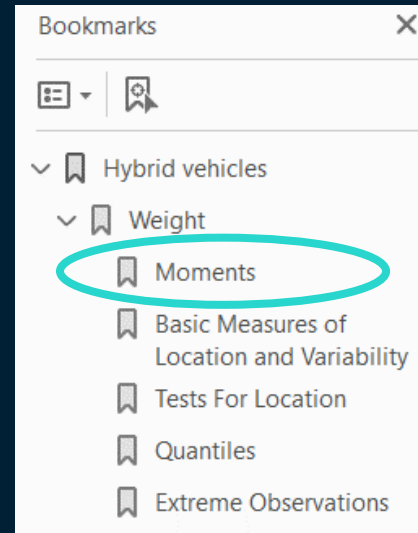 Bookmarks
Hybrid vehicles
Weight
Moments
Basic Measures of
Location and Variability
Tests For Location
Quantiles
Extreme Observations